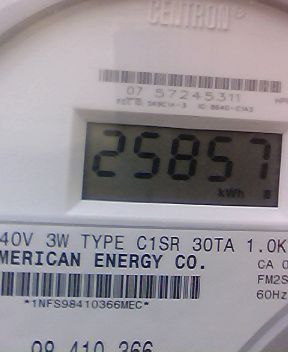 CENTRON®
07 57245311
25857
kWh
40V 3W TYPE C1SR 30TA 1.0K
MERICAN ENERGY CO.
CA 0
FM2S
60Hz
*1NFS98410366MEC*
98 410 366